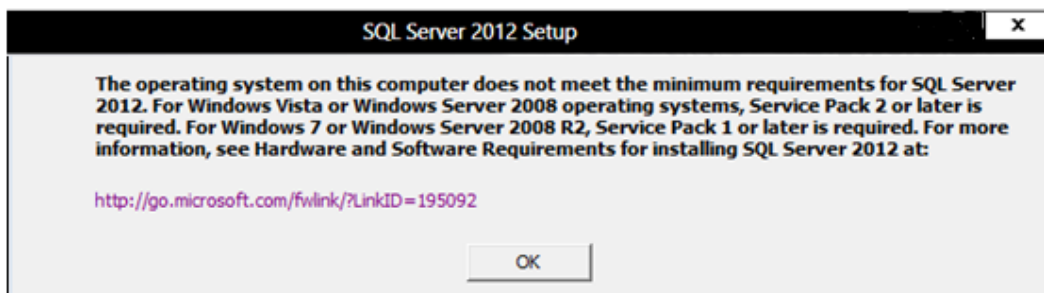 SQL Server 2012 Setup
x
The operating system on this computer does not meet the minimum requirements for SQL Server
2012. For Windows Vista or Windows Server 2008 operating systems, Service Pack 2 or later is
required. For Windows 7 or Windows Server 2008 R2, Service Pack 1 or later is required. For more
information, see Hardware and Software Requirements for installing SQL Server 2012 at:
http://go.microsoft.com/fwlink/?LinkID=195092
OK